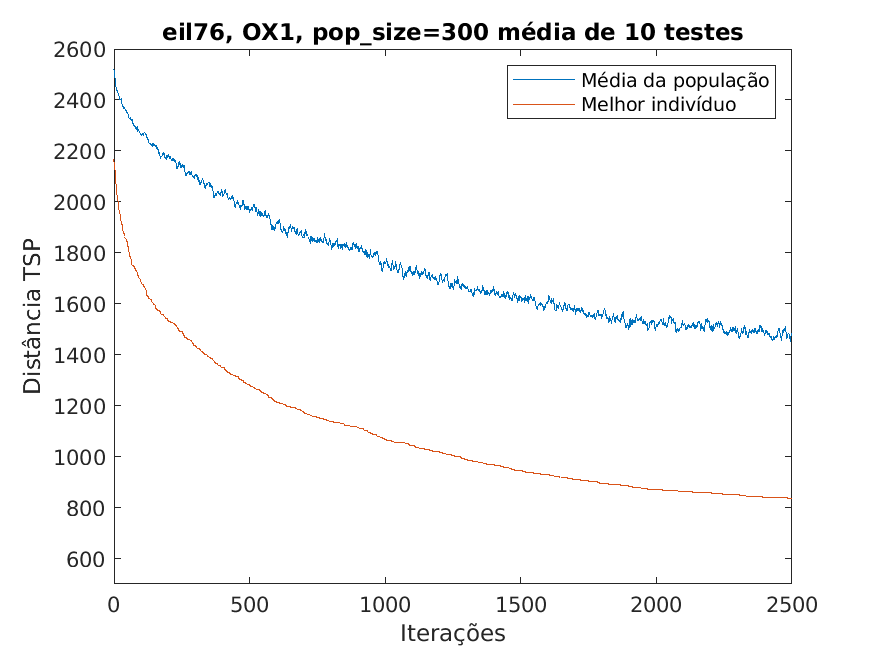 eil76, OX1, pop_size=300 média de 10 testes
Média da população
Melhor indivíduo
Distância TSP
2600
2400
2200
2000
1800
1600
1400
1200
1000
800
600
0 500 1000 1500 2000 2500
Iterações